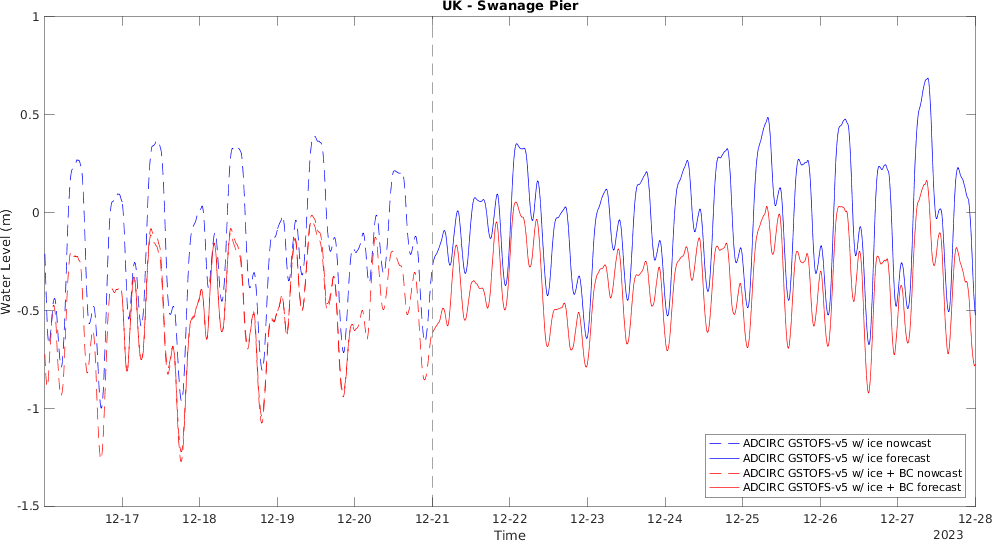 UK - Swanage Pier
1
0.5
0
-0.5
-1
-1.5
Water Level (m)
12-17 12-18 12-19 12-20 12-21 12-22 12-23 12-24 12-25 12-26 12-27 12-28
Time
2023
ADCIRC GSTOFS-v5 w/ ice nowcast
ADCIRC GSTOFS-v5 w/ ice forecast
ADCIRC GSTOFS-v5 w/ ice + BC nowcast
ADCIRC GSTOFS-v5 w/ ice + BC forecast